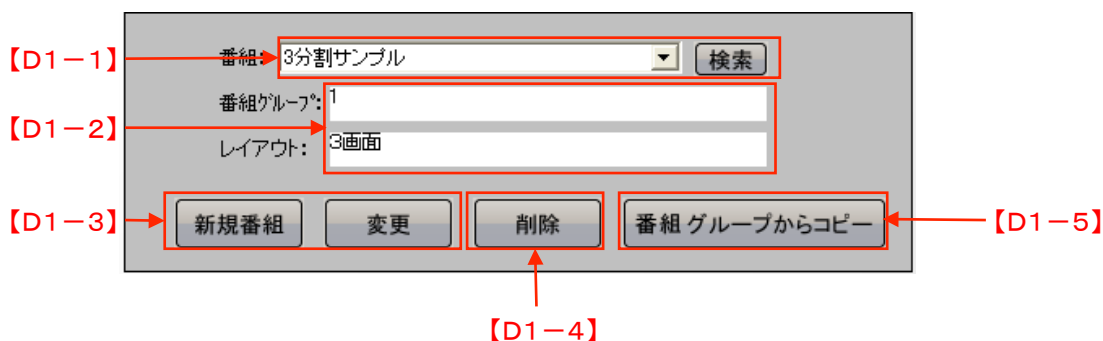 【D1－1】
番組: 3分割サンプル 検索
番組グループ: 1
【D1－2】
レイアウト: 3画面
【D1－3】 新規番組 変更 削除 番組グループからコピー 【D1－5】
【D1－4】